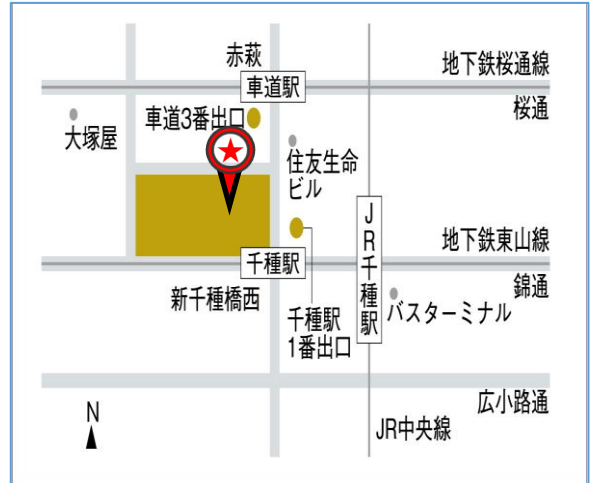 赤萩
地下鉄桜通線
車道駅
桜通
車道3番出口
大塚屋
住友生命
ビル
JR千種駅
地下鉄東山線
千種駅
錦通
新千種橋西
千種駅
1番出口
バスターミナル
広小路通
N
JR中央線